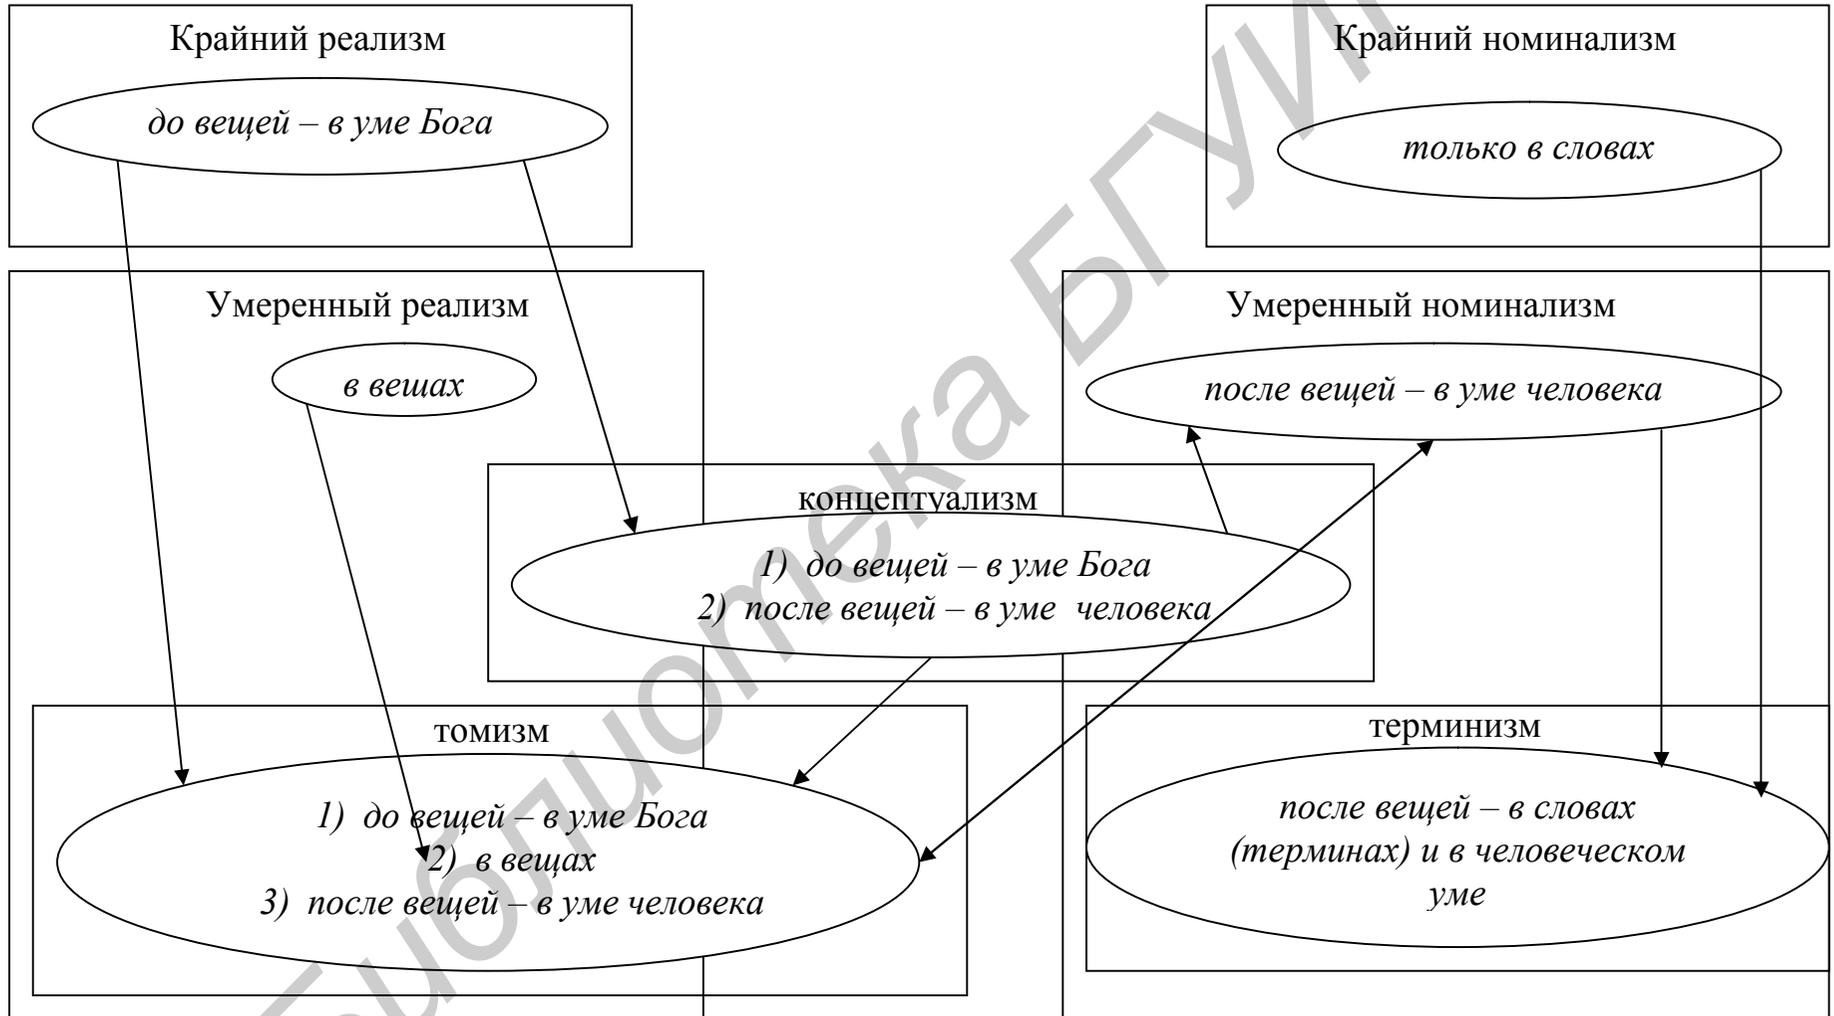 Крайний реализм
до вещей – в уме Бога
Крайний номинализм
только в словах
Умеренный реализм
в вещах
Умеренный номинализм
после вещей – в уме человека
концептуализм
1) до вещей – в уме Бога
2) после вещей – в уме человека
томизм
1) до вещей – в уме Бога
2) в вещах
3) после вещей – в уме человека
терминизм
после вещей – в словах
(терминах) и в человеческом
уме
блиотека БГУИ